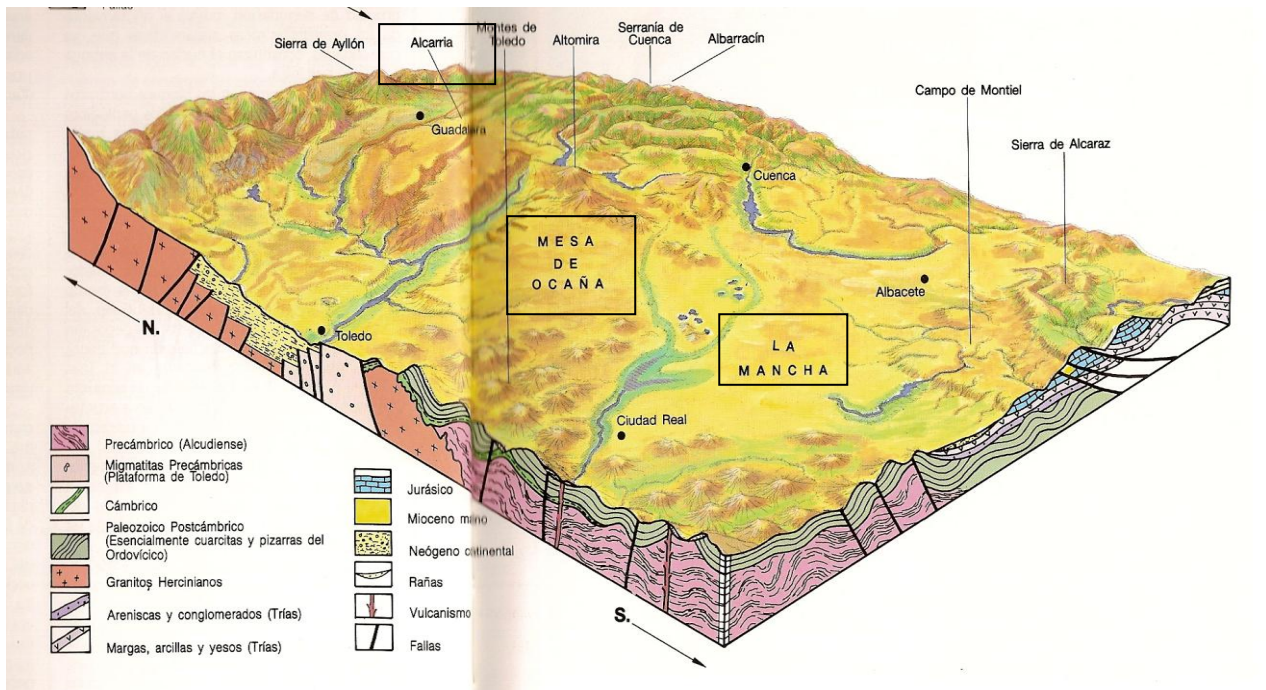 Fallas
Sierra de Ayllón
Alcarria
Montes de
Toledo
Altomira
Serranía de
Cuenca
Albarracín
Campo de Montiel
Sierra de Alcaraz
Cuenca
MESA
DE
OCAÑA
Albacete
N.
Toledo
LA
MANCHA
Ciudad Real
Precámbrico (Alcudiense)
Migmatitas Precámbricas
(Plataforma de Toledo)
Cámbrico
Paleozoico Postcámbrico
(Esencialmente cuarcitas y pizarras del
Ordovícico)
Granitos Hercinianos
Areniscas y conglomerados (Trías)
Margas, arcillas y yesos (Trías)
Jurásico
Mioceno
Neógeno
Rañas
Vulcanismo
Fallas
S.